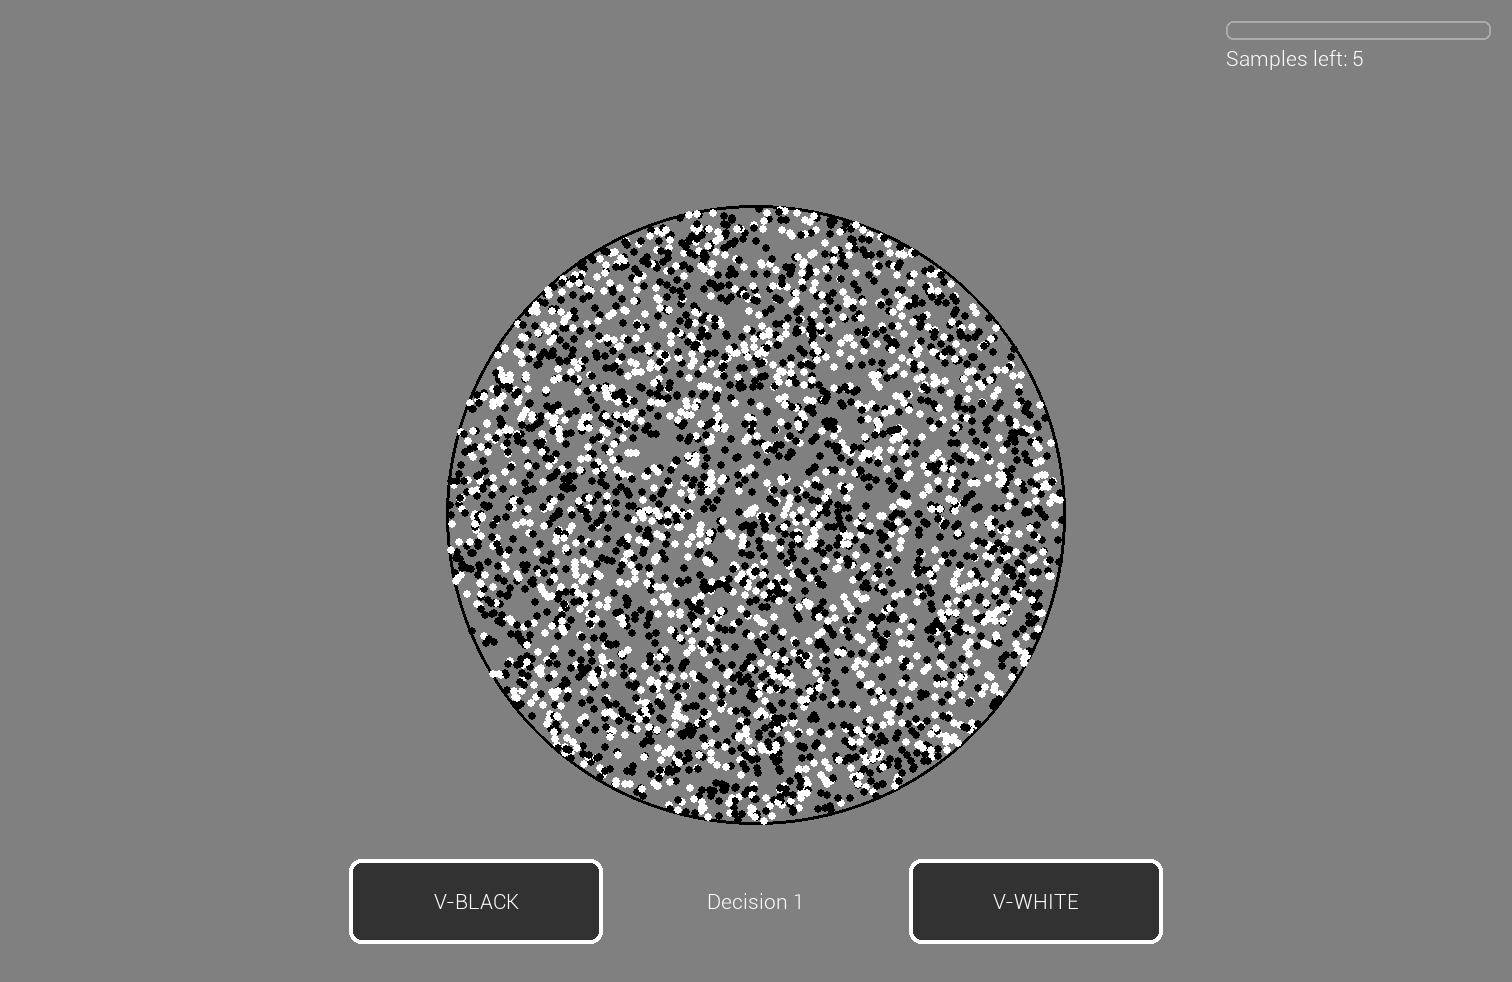 Samples left: 5
V-BLACK
Decision 1
V-WHITE